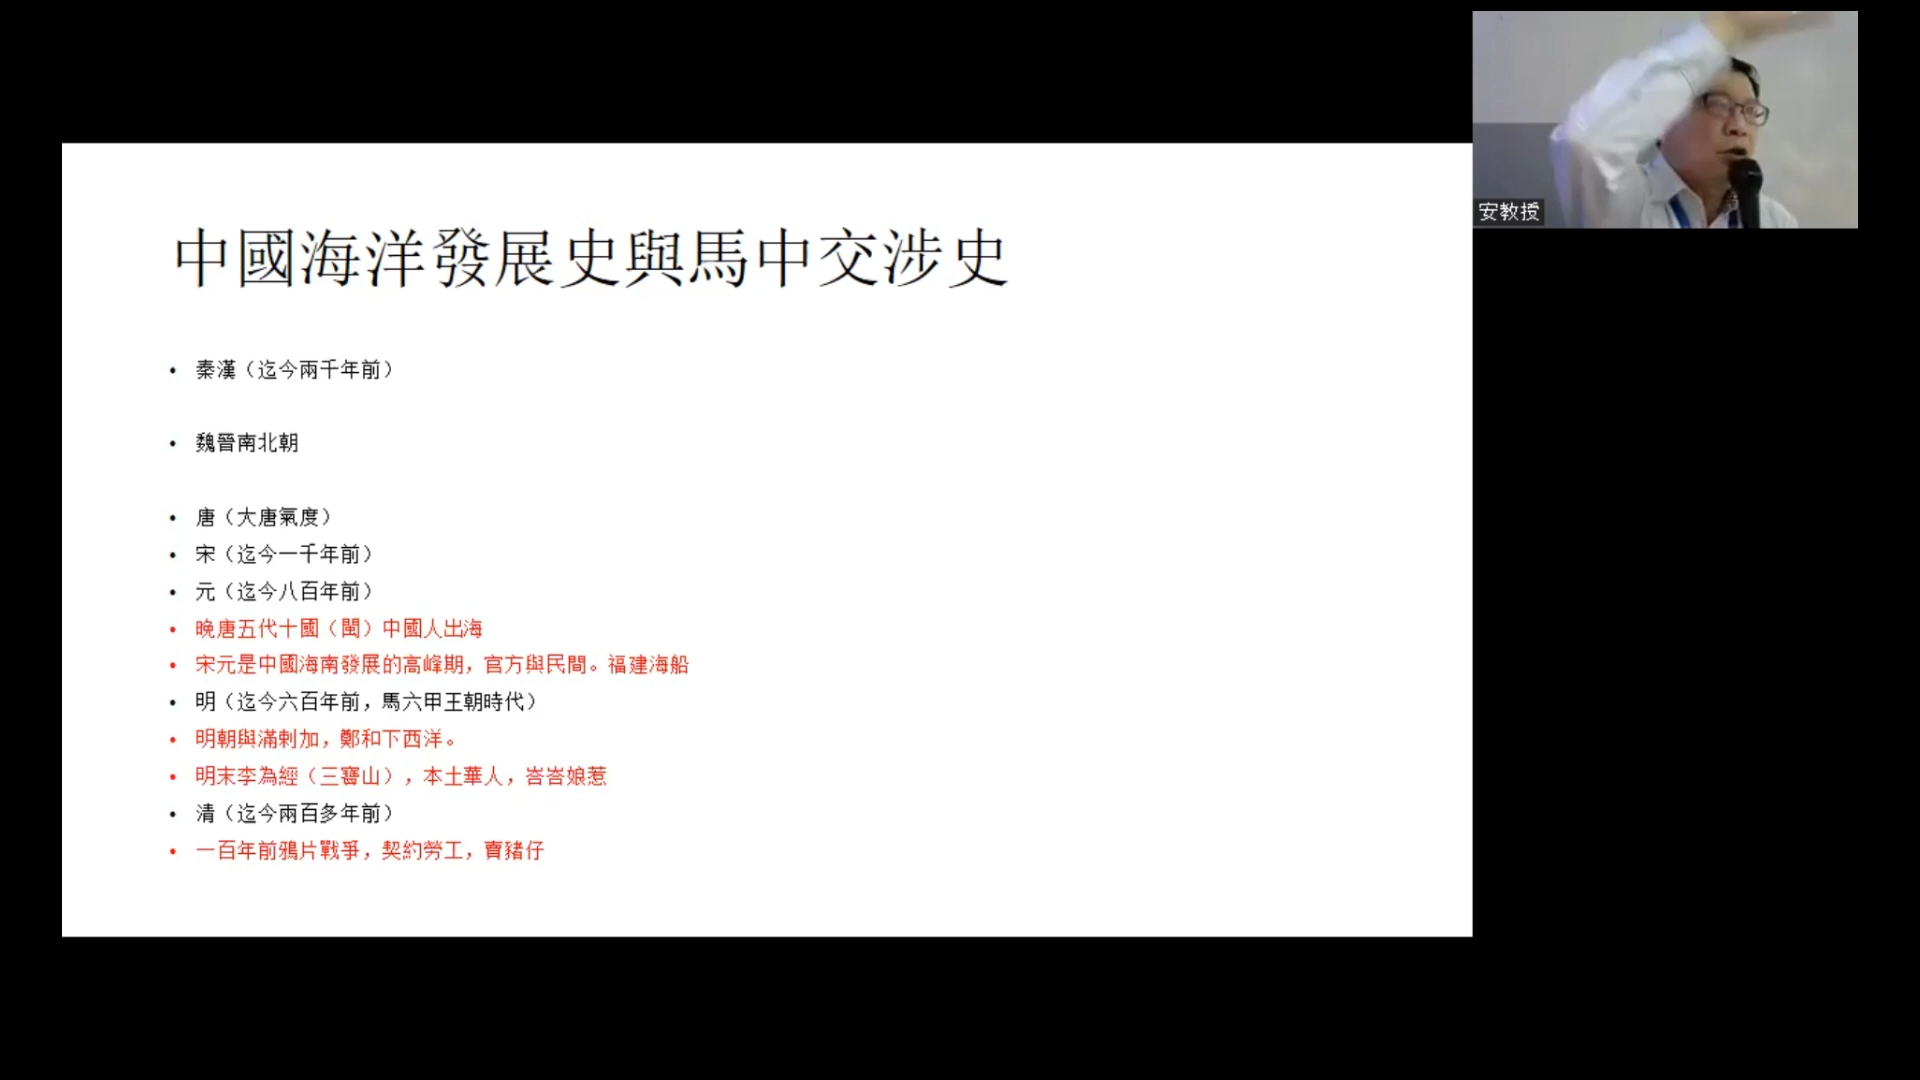 中國海洋發展史與馬中交涉史
• 秦漢（迄今兩千年前）
• 魏晉南北朝
• 唐（大唐氣度）
• 宋（迄今一千年前）
• 元（迄今八百年前）
• 晚唐五代十國（閩）中國人出海
• 宋元是中國海南發展的高峰期，官方與民間。福建海船
• 明（迄今六百年前，馬六甲王朝時代）
• 明朝與滿剌加，鄭和下西洋。
• 明末李為經（三寶山），本土華人，峇峇娘惹
• 清（迄今兩百多年前）
• 一百年前鴉片戰爭，契約勞工，賣豬仔
安教授